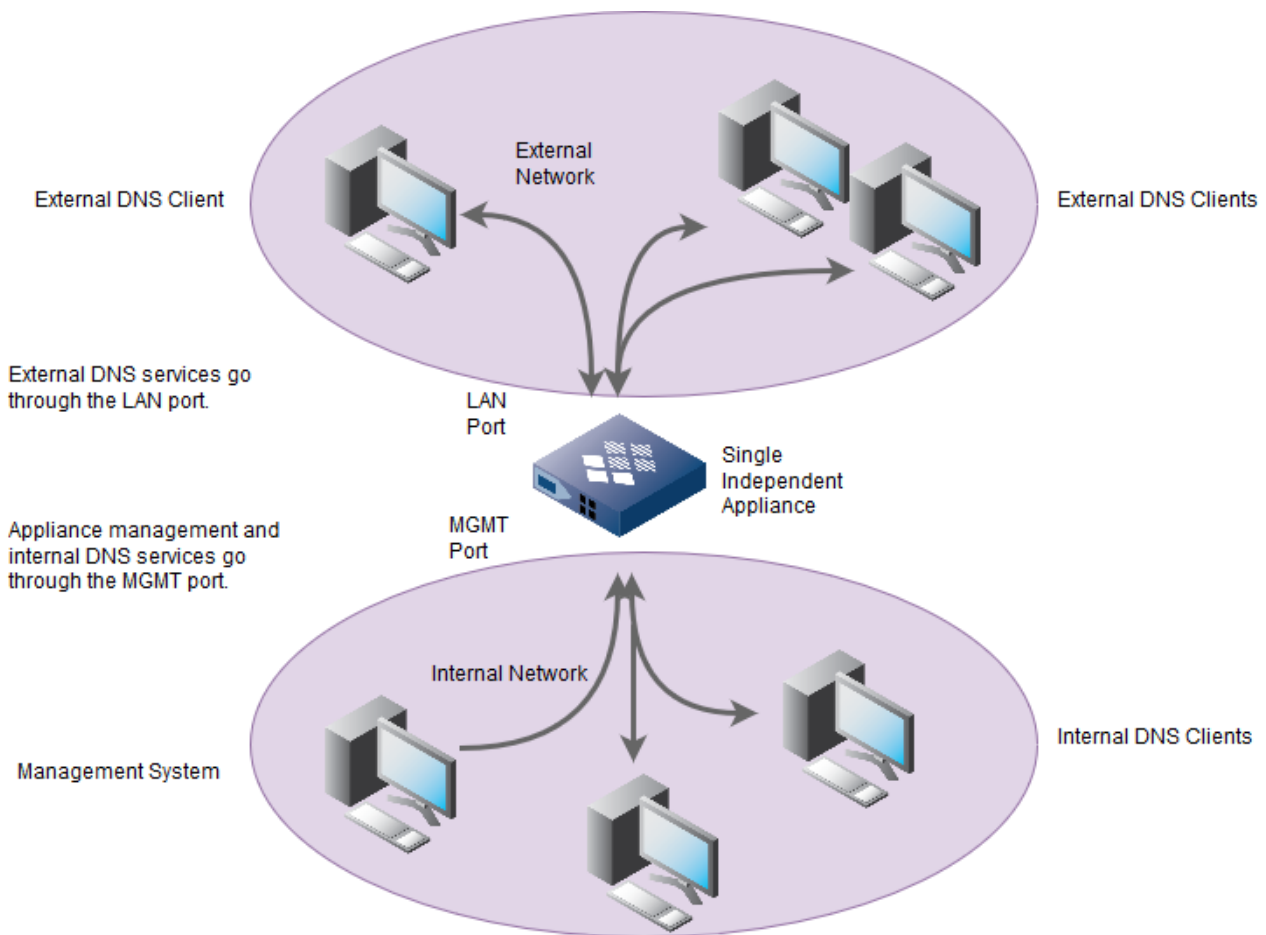 External
Network
External DNS Client
External DNS Clients
External DNS services go
through the LAN port.
LAN
Port
Single
Independent
Appliance
MGMT
Port
Appliance management and
internal DNS services go
through the MGMT port.
Internal Network
Internal DNS Clients
Management System